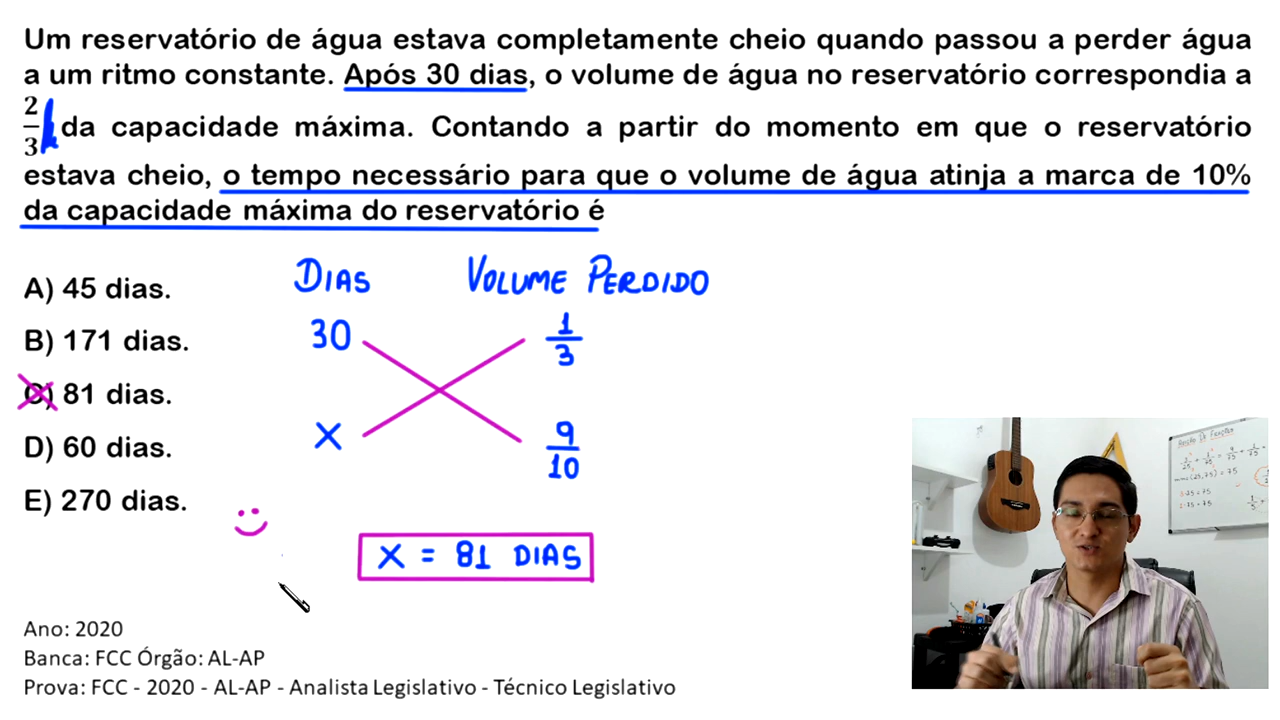 Um reservatório de água estava completamente cheio quando passou a perder água
a um ritmo constante. Após 30 dias, o volume de água no reservatório correspondia a
2/3 da capacidade máxima. Contando a partir do momento em que o reservatório
estava cheio, o tempo necessário para que o volume de água atinja a marca de 10%
da capacidade máxima do reservatório é
A) 45 dias.
B) 171 dias.
C) 81 dias.
D) 60 dias.
E) 270 dias.
DIAS VOLUME PERDIDO
30 1/3
X 9/10
X = 81 DIAS
Ano: 2020
Banca: FCC Órgão: AL-AP
Prova: FCC - 2020 - AL-AP - Analista Legislativo - Técnico Legislativo